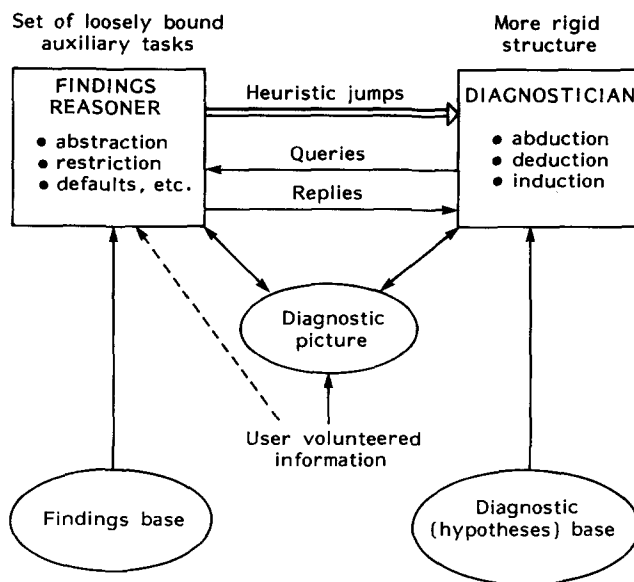 Set of loosely bound
auxiliary tasks
More rigid
structure
FINDINGS
REASONER
• abstraction
• restriction
• defaults, etc.
Heuristic jumps
Queries
Replies
DIAGNOSTICIAN
• abduction
• deduction
• induction
Diagnostic
picture
User volunteered
information
Findings base
Diagnostic
(hypotheses) base